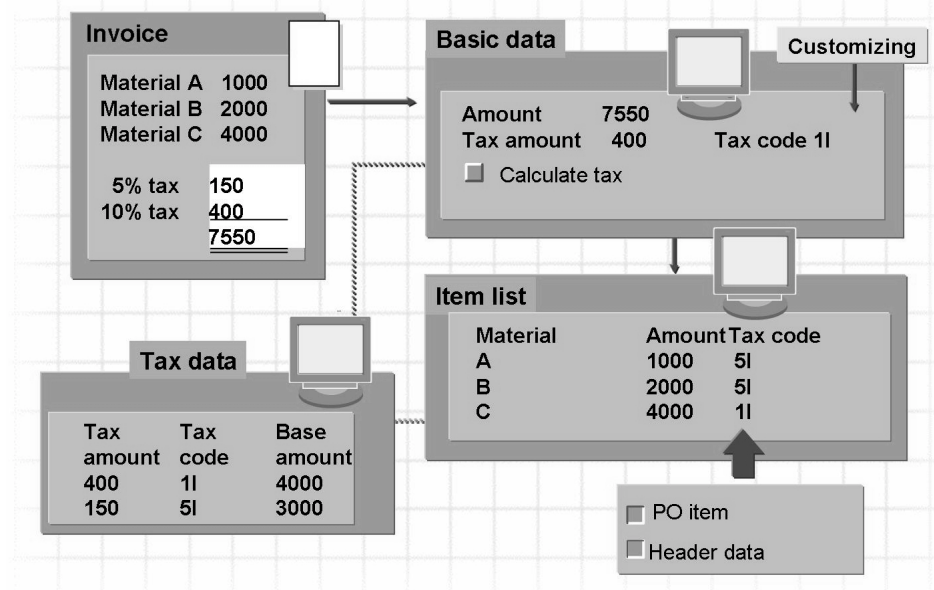 Invoice
Material A 1000
Material B 2000
Material C 4000
5% tax 150
10% tax 400
7550
Basic data
Customizing
Amount 7550
Tax amount 400 Tax code 1I
Calculate tax
Item list
Material Amount Tax code
A 1000 5I
B 2000 5I
C 4000 1I
PO item
Header data
Tax data
Tax Tax Base
amount code amount
400 1I 4000
150 5I 3000